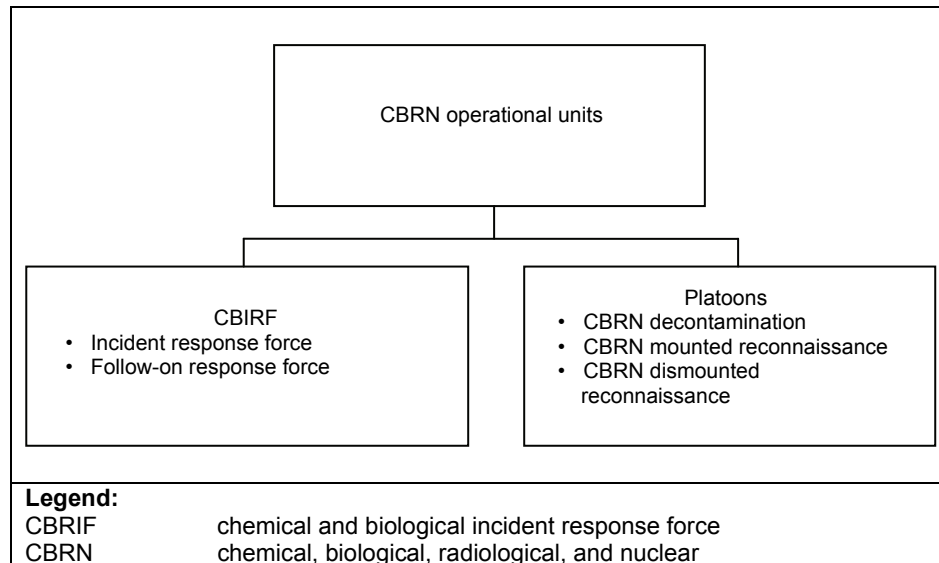 CBRN operational units
CBIRF
• Incident response force
• Follow-on response force
Platoons
• CBRN decontamination
• CBRN mounted reconnaissance
• CBRN dismounted
reconnaissance
Legend:
CBRIF chemical and biological incident response force
CBRN chemical, biological, radiological, and nuclear